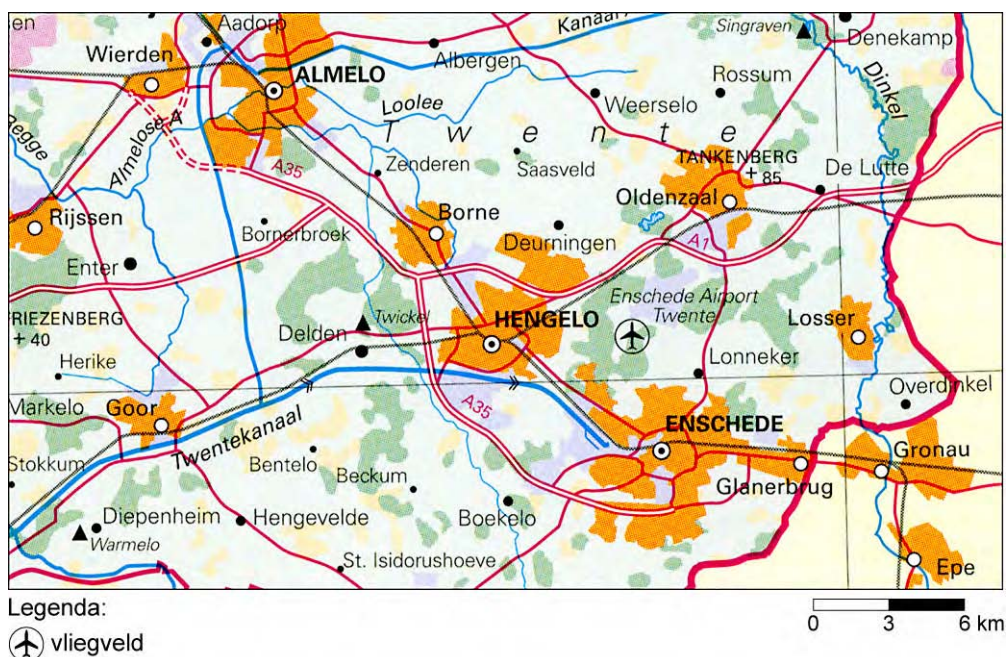 Aadorp
Kanaal
Singraven
Denekamp
Wierden
ALMELO
Albergen
Dinkel
Rossum
Weerselo
Loolee
Regge
Almelose A
Twente
Zenderen
Saasveld
TANKENBERG
+ 85
De Lutte
A35
Oldenzaal
Rijssen
Borne
Bornerbroek
Deurningen
A1
Enter
Enschede Airport
Twente
Twickel
Delden
HENGELO
Losser
RIEZENBERG
+ 40
Herike
Lonneker
Overdinkel
Markelo
Goor
A35
ENSCHEDE
Twentekanaal
Gronau
Stokkum
Bentelo
Beckum
Glanerbrug
Diepenheim
Hengevelde
Boekelo
Warmelo
St. Isidorushoeve
Epe
Legenda:
vliegveld
0 3 6 km